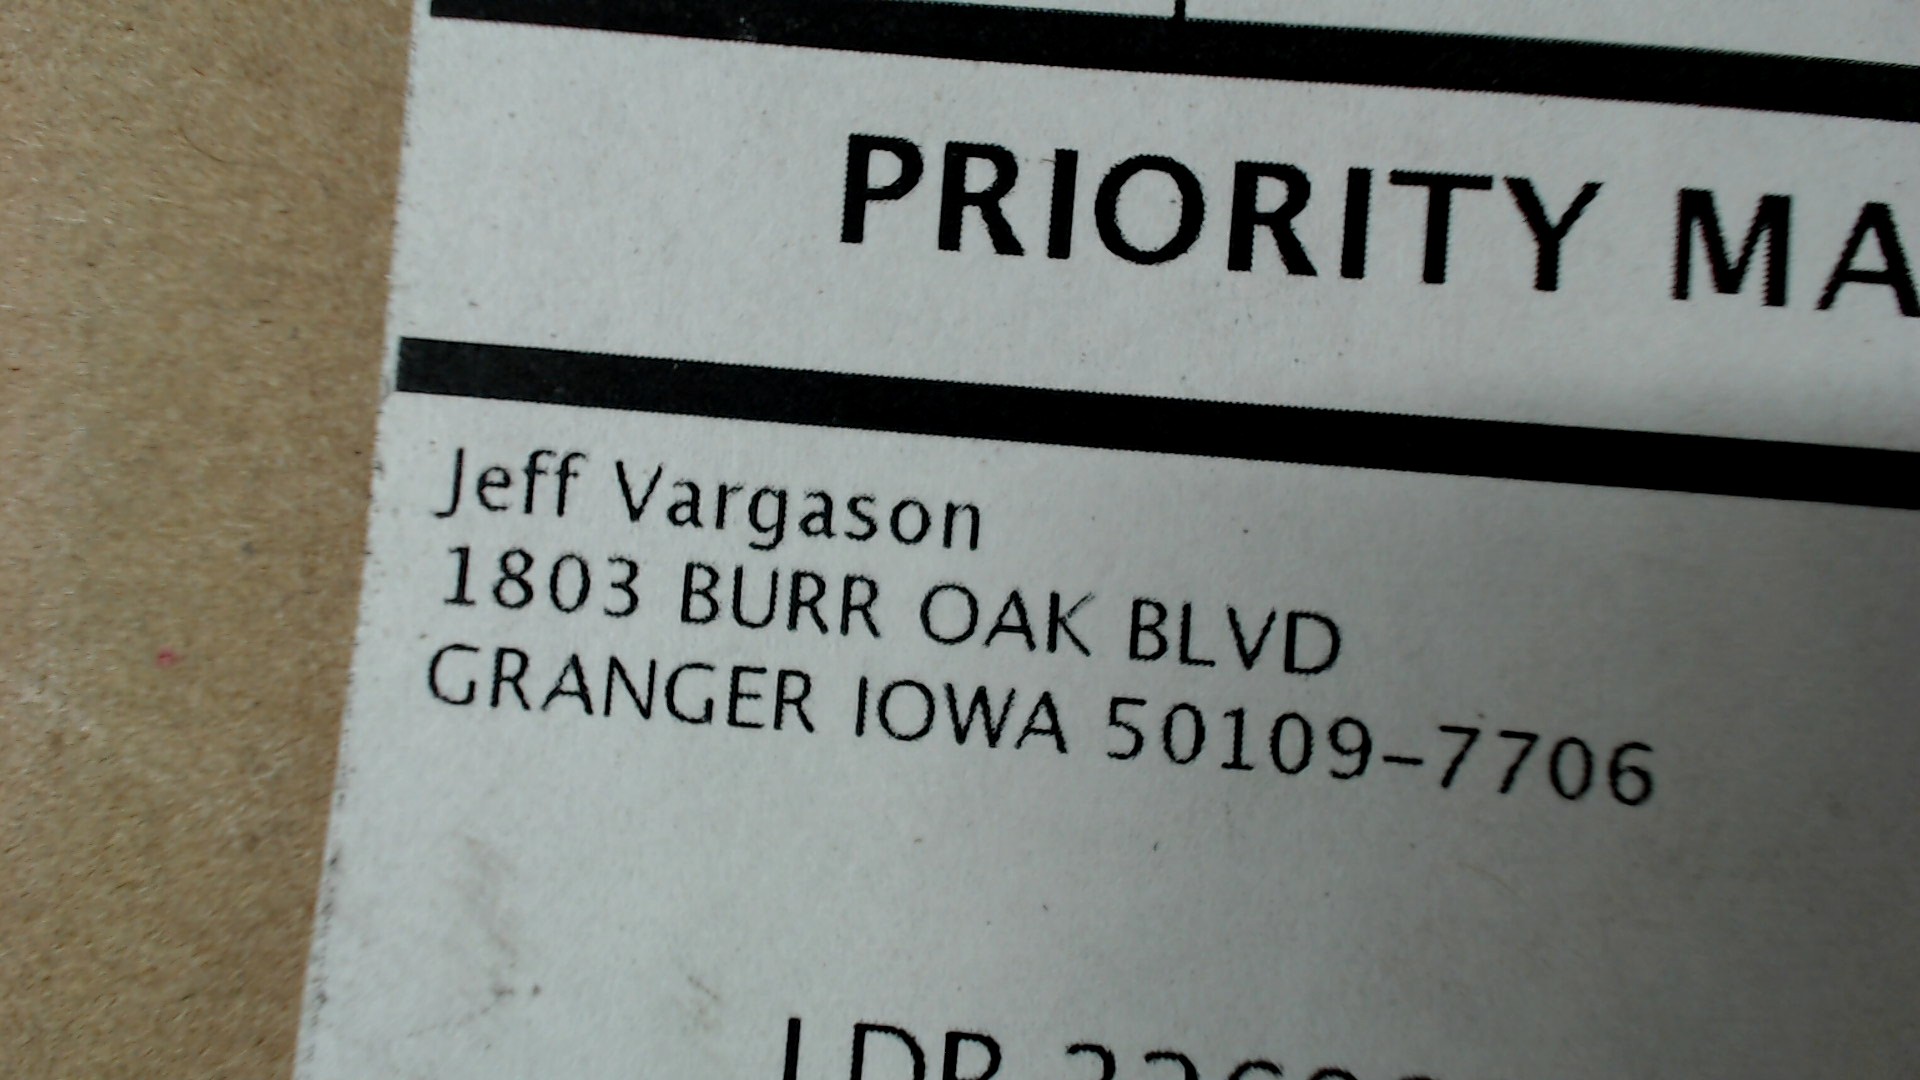 PRIORITY MA
Jeff Vargason
1803 BURR OAK BLVD
GRANGER IOWA 50109-7706